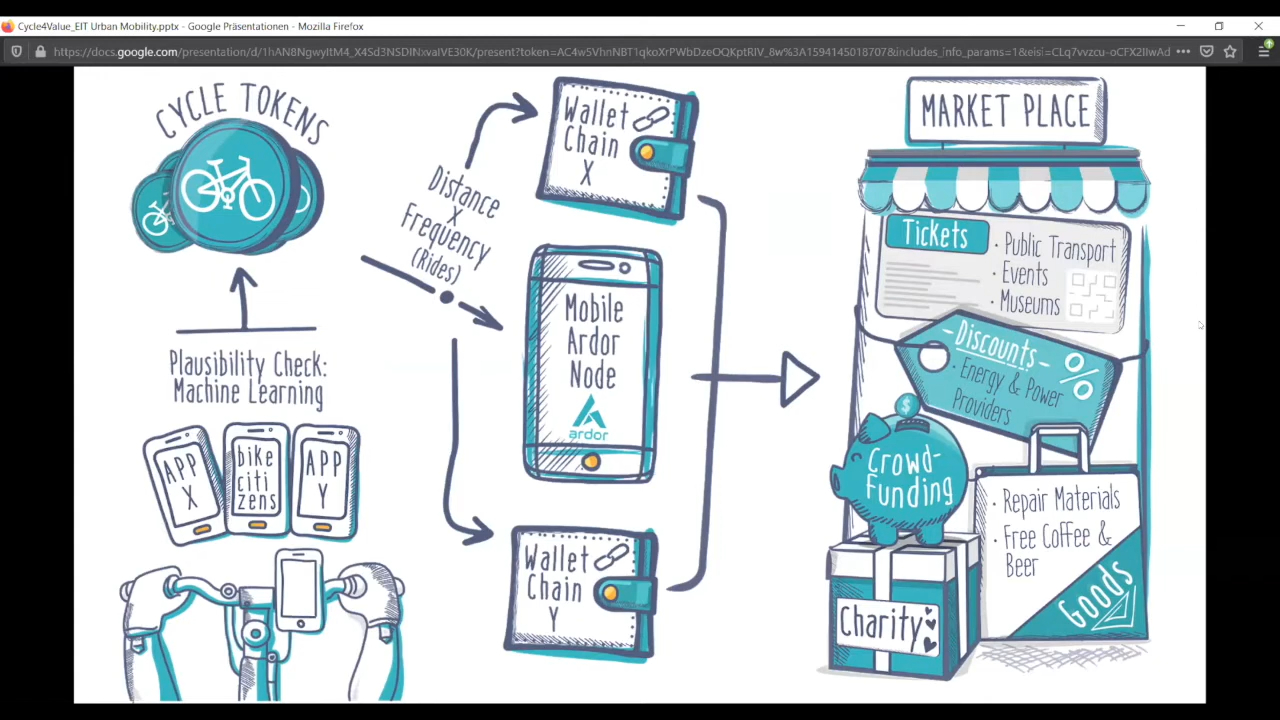 Cycle4Value_EIT Urban Mobility.pptx - Google Präsentationen - Mozilla Firefox
CYCLE TOKENS
Plausibility Check:
Machine Learning
APP
X
bike
citi
zens
APP
Y
Distance
X
Frequency
(Rides)
Wallet
Chain
X
Mobile
Ardor
Node
ardor
Wallet
Chain
Y
MARKET PLACE
Tickets
• Public Transport
• Events
• Museums
- Discounts -
• Energy & Power
Providers
%
$
Crowd-
Funding
Charity
• Repair Materials
• Free Coffee &
Beer
Goods